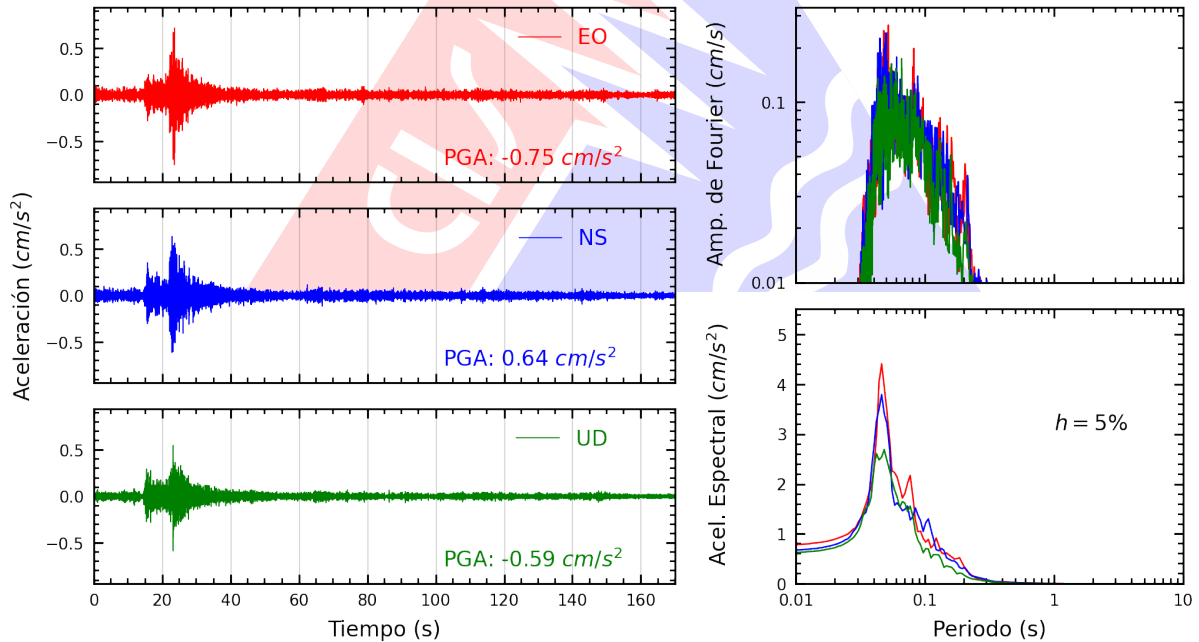 Aceleración (cm/s²)
0.5
0.0
−0.5
EO
PGA: -0.75 cm/s²
0.5
0.0
−0.5
NS
PGA: 0.64 cm/s²
0.5
0.0
−0.5
UD
PGA: -0.59 cm/s²
0 20 40 60 80 100 120 140 160
Tiempo (s)
Amp. de Fourier (cm/s)
0.1
0.01
Acel. Espectral (cm/s²)
5
4
3
2
1
0
h = 5%
0.01 0.1 1 10
Periodo (s)